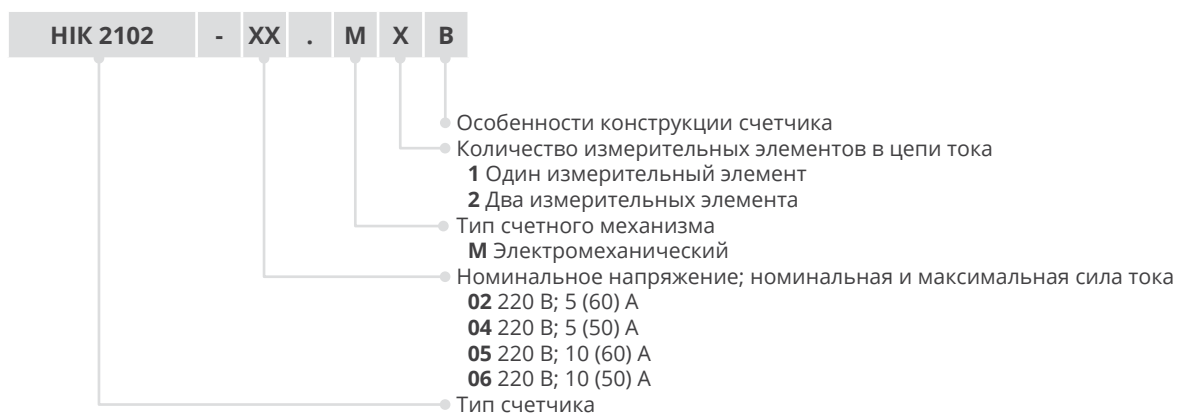 НІК 2102 - XX . M X B
Особенности конструкции счетчика
Количество измерительных элементов в цепи тока
1 Один измерительный элемент
2 Два измерительных элемента
Тип счетного механизма
М Электромеханический
Номинальное напряжение; номинальная и максимальная сила тока
02 220 В; 5 (60) А
04 220 В; 5 (50) А
05 220 В; 10 (60) А
06 220 В; 10 (50) А
Тип счетчика